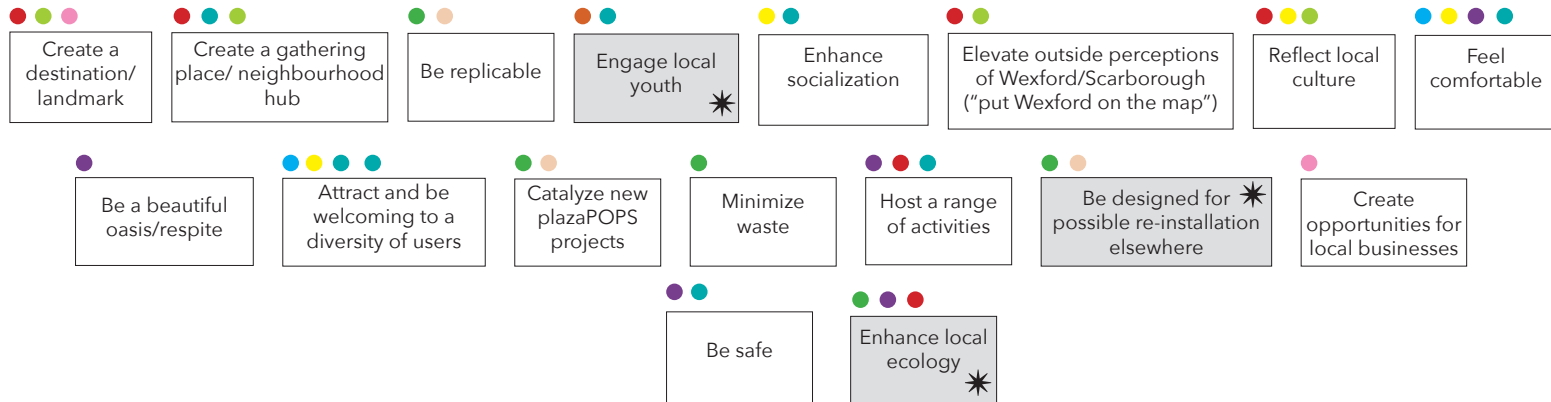 Create a
destination/
landmark
Create a gathering
place/ neighbourhood
hub
Be replicable
Engage local
youth
Enhance
socialization
Elevate outside perceptions
of Wexford/Scarborough
(“put Wexford on the map”)
Reflect local
culture
Feel
comfortable
Be a beautiful
oasis/respite
Attract and be
welcoming to a
diversity of users
Catalyze new
plazaPOPS
projects
Minimize
waste
Host a range
of activities
Be designed for
possible re-installation
elsewhere
Create
opportunities for
local businesses
Be safe
Enhance local
ecology